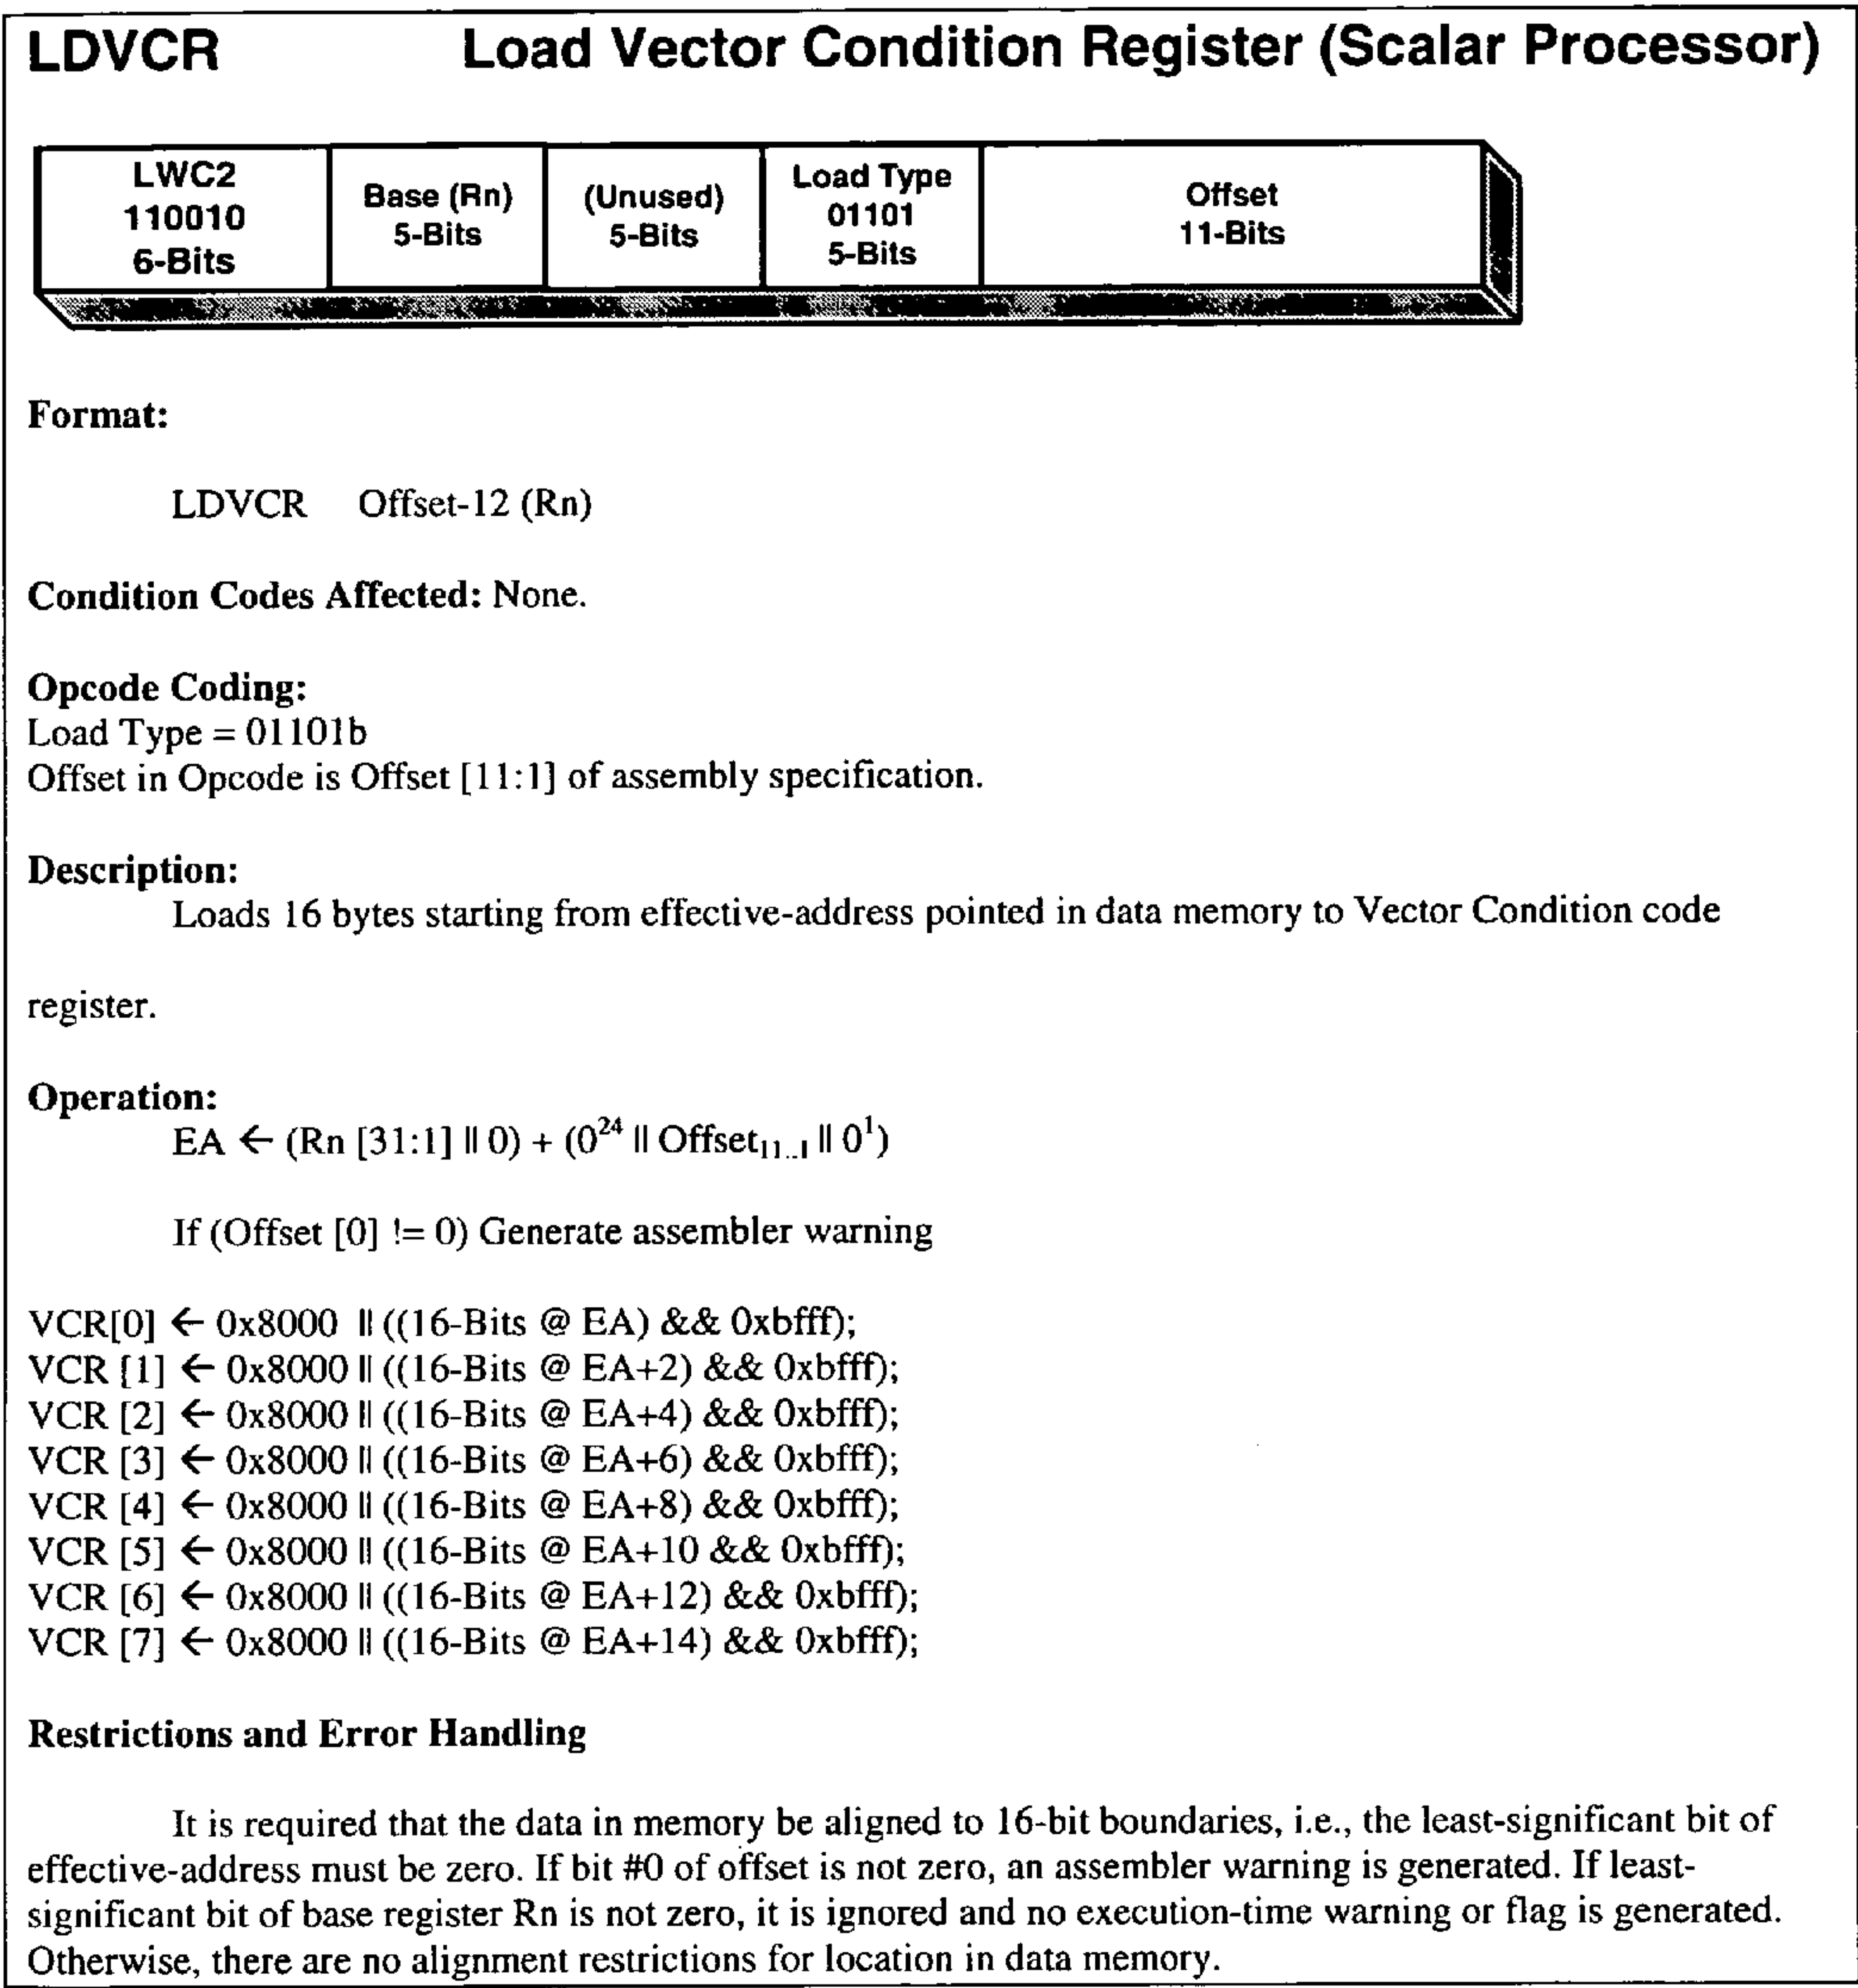 LDVCR Load Vector Condition Register (Scalar Processor)
LWC2
110010
6-Bits
Base (Rn)
5-Bits
(Unused)
5-Bits
Load Type
01101
5-Bits
Offset
11-Bits
Format:
LDVCR Offset-12 (Rn)
Condition Codes Affected: None.
Opcode Coding:
Load Type = 01101b
Offset in Opcode is Offset [11:1] of assembly specification.
Description:
Loads 16 bytes starting from effective-address pointed in data memory to Vector Condition code
register.
Operation:
EA ← (Rn [31:1] || 0) + (0²⁴ || Offset₁₁..₁ || 0¹)
If (Offset [0] != 0) Generate assembler warning
VCR[0] ← 0x8000 || ((16-Bits @ EA) && 0xbfff);
VCR [1] ← 0x8000 || ((16-Bits @ EA+2) && 0xbfff);
VCR [2] ← 0x8000 || ((16-Bits @ EA+4) && 0xbfff);
VCR [3] ← 0x8000 || ((16-Bits @ EA+6) && 0xbfff);
VCR [4] ← 0x8000 || ((16-Bits @ EA+8) && 0xbfff);
VCR [5] ← 0x8000 || ((16-Bits @ EA+10 && 0xbfff);
VCR [6] ← 0x8000 || ((16-Bits @ EA+12) && 0xbfff);
VCR [7] ← 0x8000 || ((16-Bits @ EA+14) && 0xbfff);
Restrictions and Error Handling
It is required that the data in memory be aligned to 16-bit boundaries, i.e., the least-significant bit of
effective-address must be zero. If bit #0 of offset is not zero, an assembler warning is generated. If least-
significant bit of base register Rn is not zero, it is ignored and no execution-time warning or flag is generated.
Otherwise, there are no alignment restrictions for location in data memory.